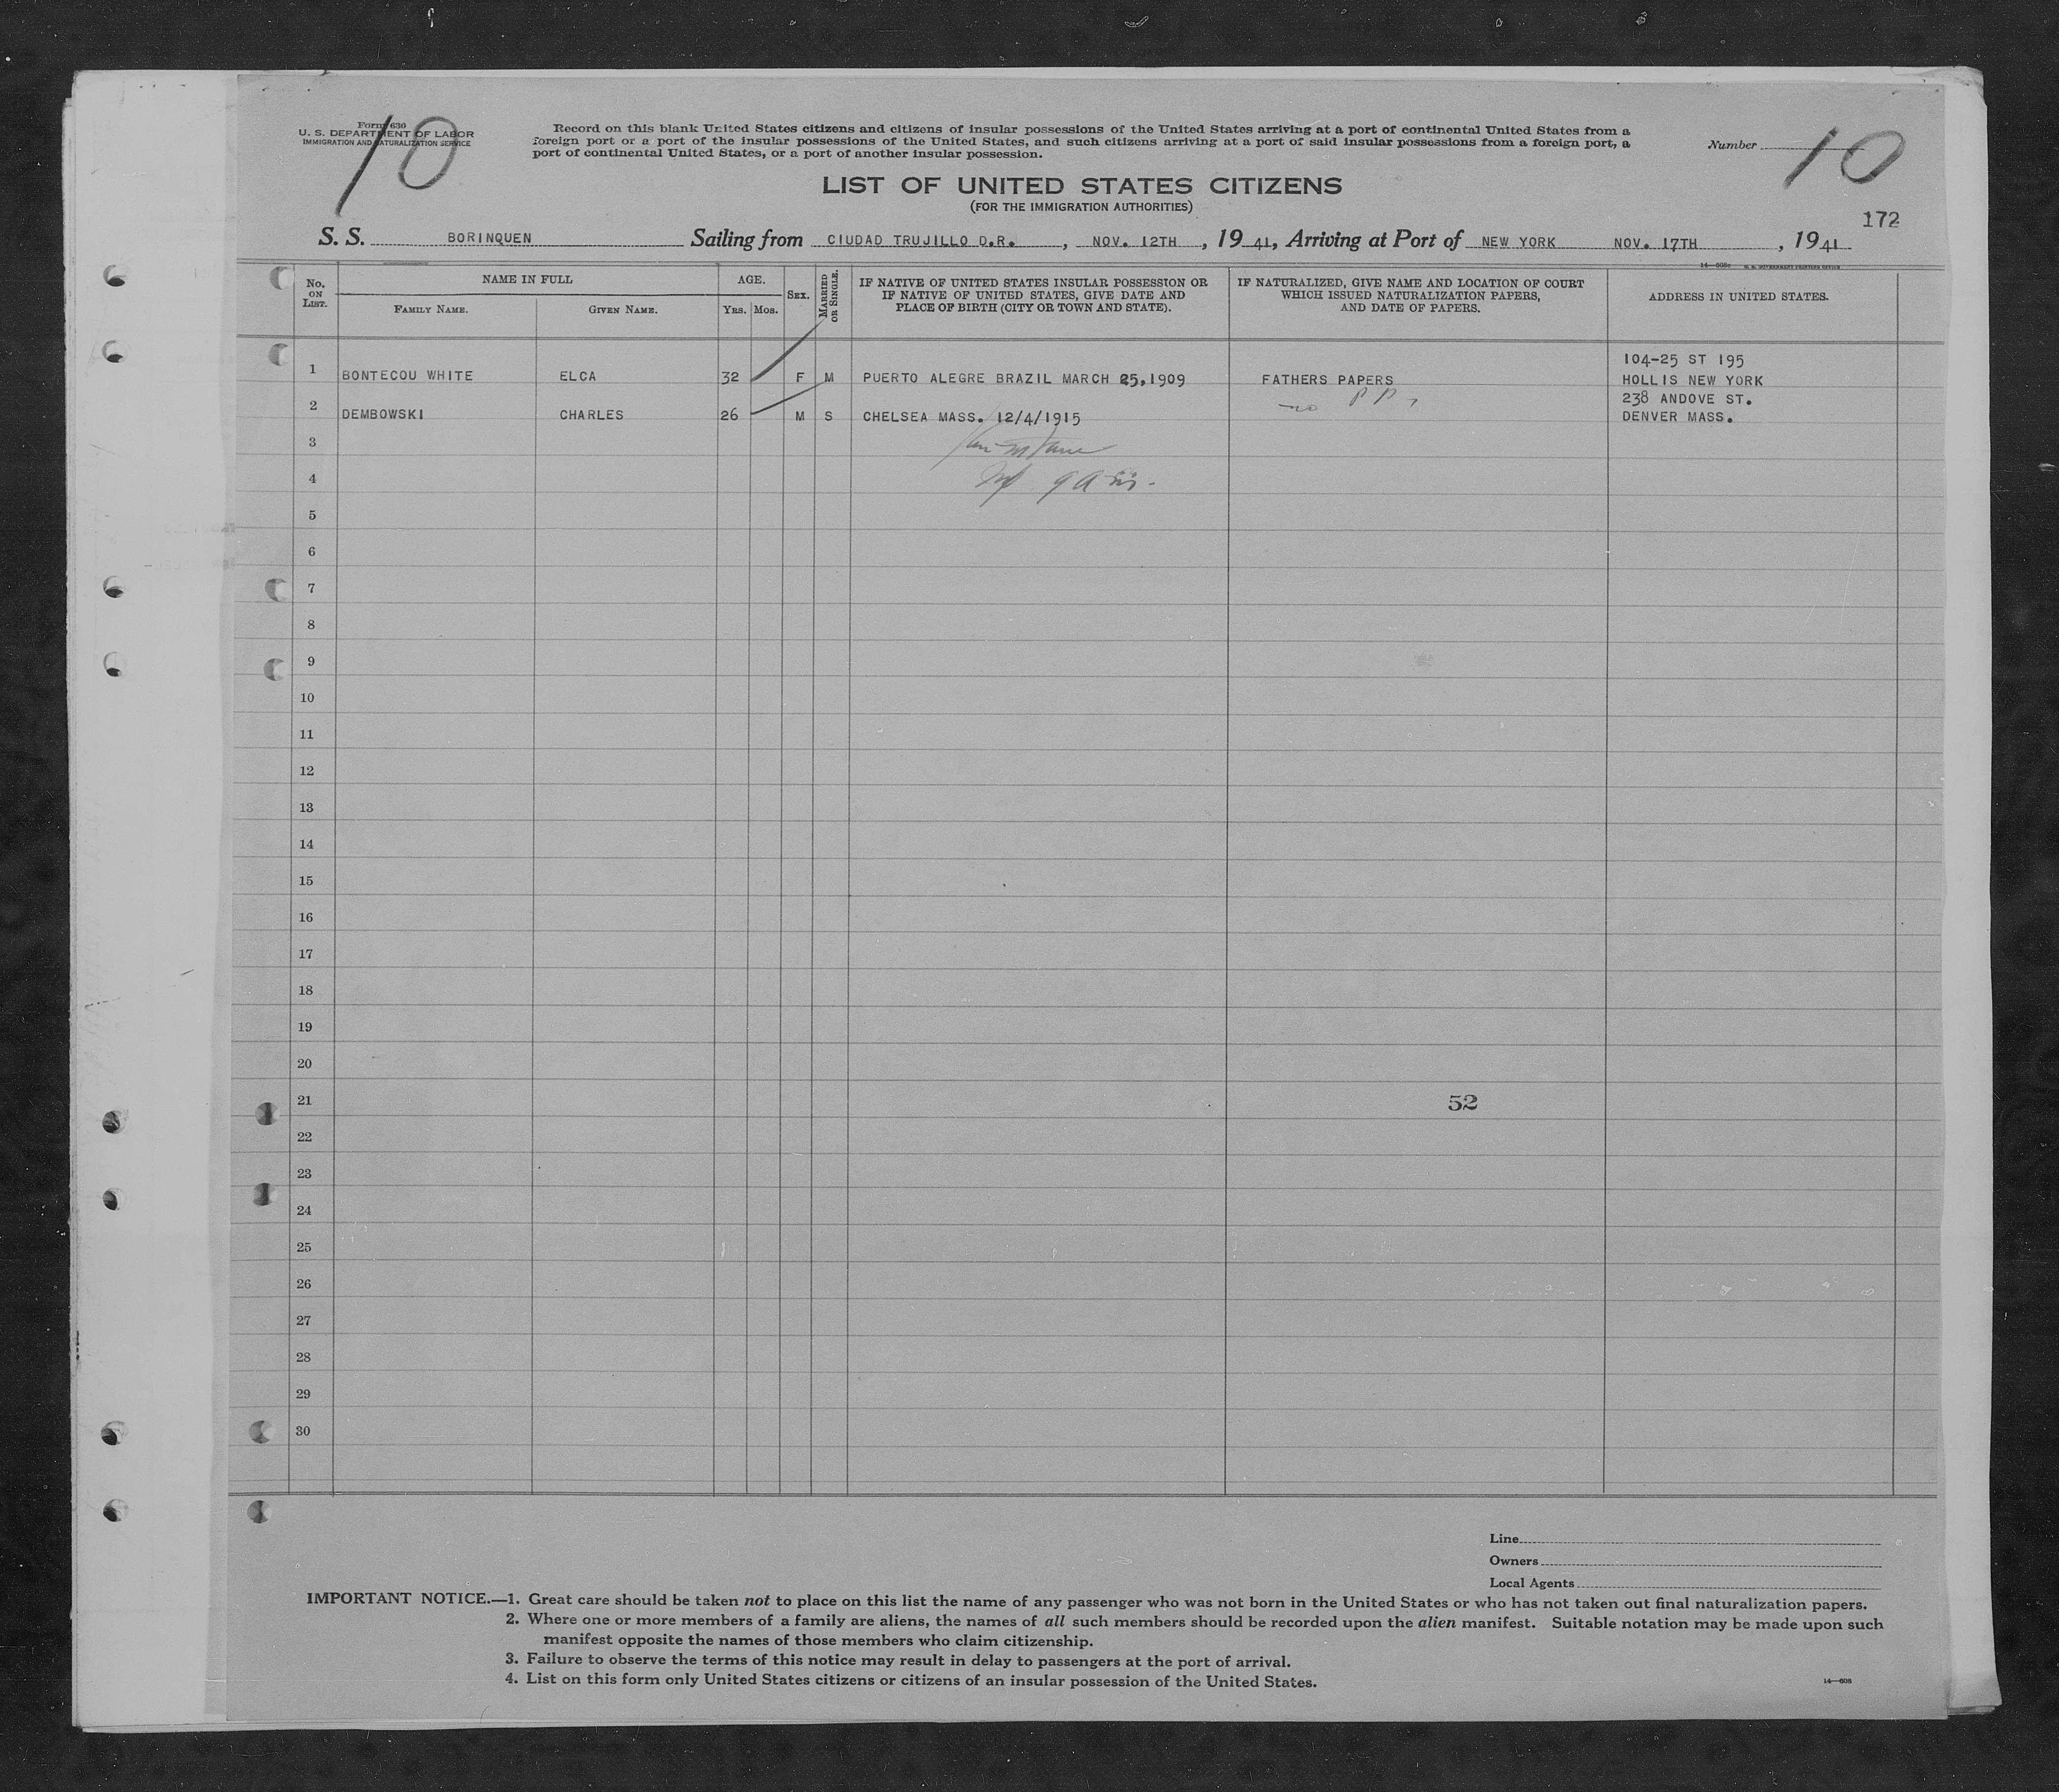 10
Form 630
U. S. DEPARTMENT OF LABOR
IMMIGRATION AND NATURALIZATION SERVICE
Record on this blank United States citizens and citizens of insular possessions of the United States arriving at a port of continental United States from a
foreign port or a port of the insular possessions of the United States, and such citizens arriving at a port of said insular possessions from a foreign port, a
port of continental United States, or a port of another insular possession.
Number 10
LIST OF UNITED STATES CITIZENS
(FOR THE IMMIGRATION AUTHORITIES)
172
S. S. BORINQUEN Sailing from CIUDAD TRUJILLO D.R. , NOV. 12TH , 19 41, Arriving at Port of NEW YORK NOV. 17TH , 19 41
No. ON LIST. NAME IN FULL AGE. SEX. MARRIED OR SINGLE. IF NATIVE OF UNITED STATES INSULAR POSSESSION OR IF NATIVE OF UNITED STATES, GIVE DATE AND PLACE OF BIRTH (CITY OR TOWN AND STATE). IF NATURALIZED, GIVE NAME AND LOCATION OF COURT WHICH ISSUED NATURALIZATION PAPERS, AND DATE OF PAPERS. ADDRESS IN UNITED STATES.
FAMILY NAME. GIVEN NAME. YRS. MOS.
104-25 ST 195
1 BONTECOU WHITE ELCA 32 F M PUERTO ALEGRE BRAZIL MARCH 25,1909 FATHERS PAPERS HOLLIS NEW YORK
no PP 238 ANDOVE ST.
2 DEMBOWSKI CHARLES 26 M S CHELSEA MASS. 12/4/1915 DENVER MASS.
3
4
5
6
7
8
9
10
11
12
13
14
15
16
17
18
19
20
21 52
22
23
24
25
26
27
28
29
30
Line
Owners
Local Agents
IMPORTANT NOTICE.—1. Great care should be taken not to place on this list the name of any passenger who was not born in the United States or who has not taken out final naturalization papers.
2. Where one or more members of a family are aliens, the names of all such members should be recorded upon the alien manifest. Suitable notation may be made upon such
manifest opposite the names of those members who claim citizenship.
3. Failure to observe the terms of this notice may result in delay to passengers at the port of arrival.
4. List on this form only United States citizens or citizens of an insular possession of the United States.
14—608